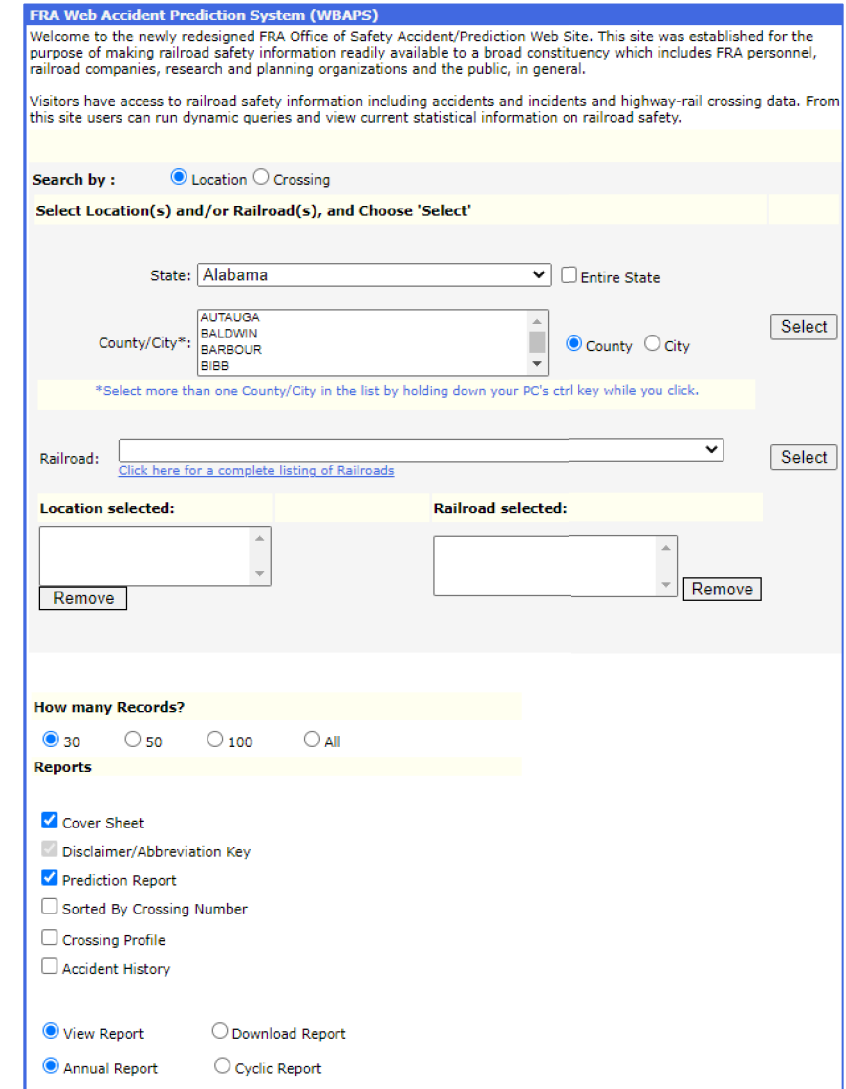 FRA Web Accident Prediction System (WBAPS)
Welcome to the newly redesigned FRA Office of Safety Accident/Prediction Web Site. This site was established for the
purpose of making railroad safety information readily available to a broad constituency which includes FRA personnel,
railroad companies, research and planning organizations and the public, in general.
Visitors have access to railroad safety information including accidents and incidents and highway-rail crossing data. From
this site users can run dynamic queries and view current statistical information on railroad safety.
Search by : Location Crossing
Select Location(s) and/or Railroad(s), and Choose 'Select'
State: Alabama Entire State
County/City*: AUTAUGA
BALDWIN
BARBOUR
BIBB
County City
Select
*Select more than one County/City in the list by holding down your PC's ctrl key while you click.
Railroad:
Select
Click here for a complete listing of Railroads
Location selected: Railroad selected:
Remove Remove
How many Records?
30 50 100 All
Reports
Cover Sheet
Disclaimer/Abbreviation Key
Prediction Report
Sorted By Crossing Number
Crossing Profile
Accident History
View Report Download Report
Annual Report Cyclic Report